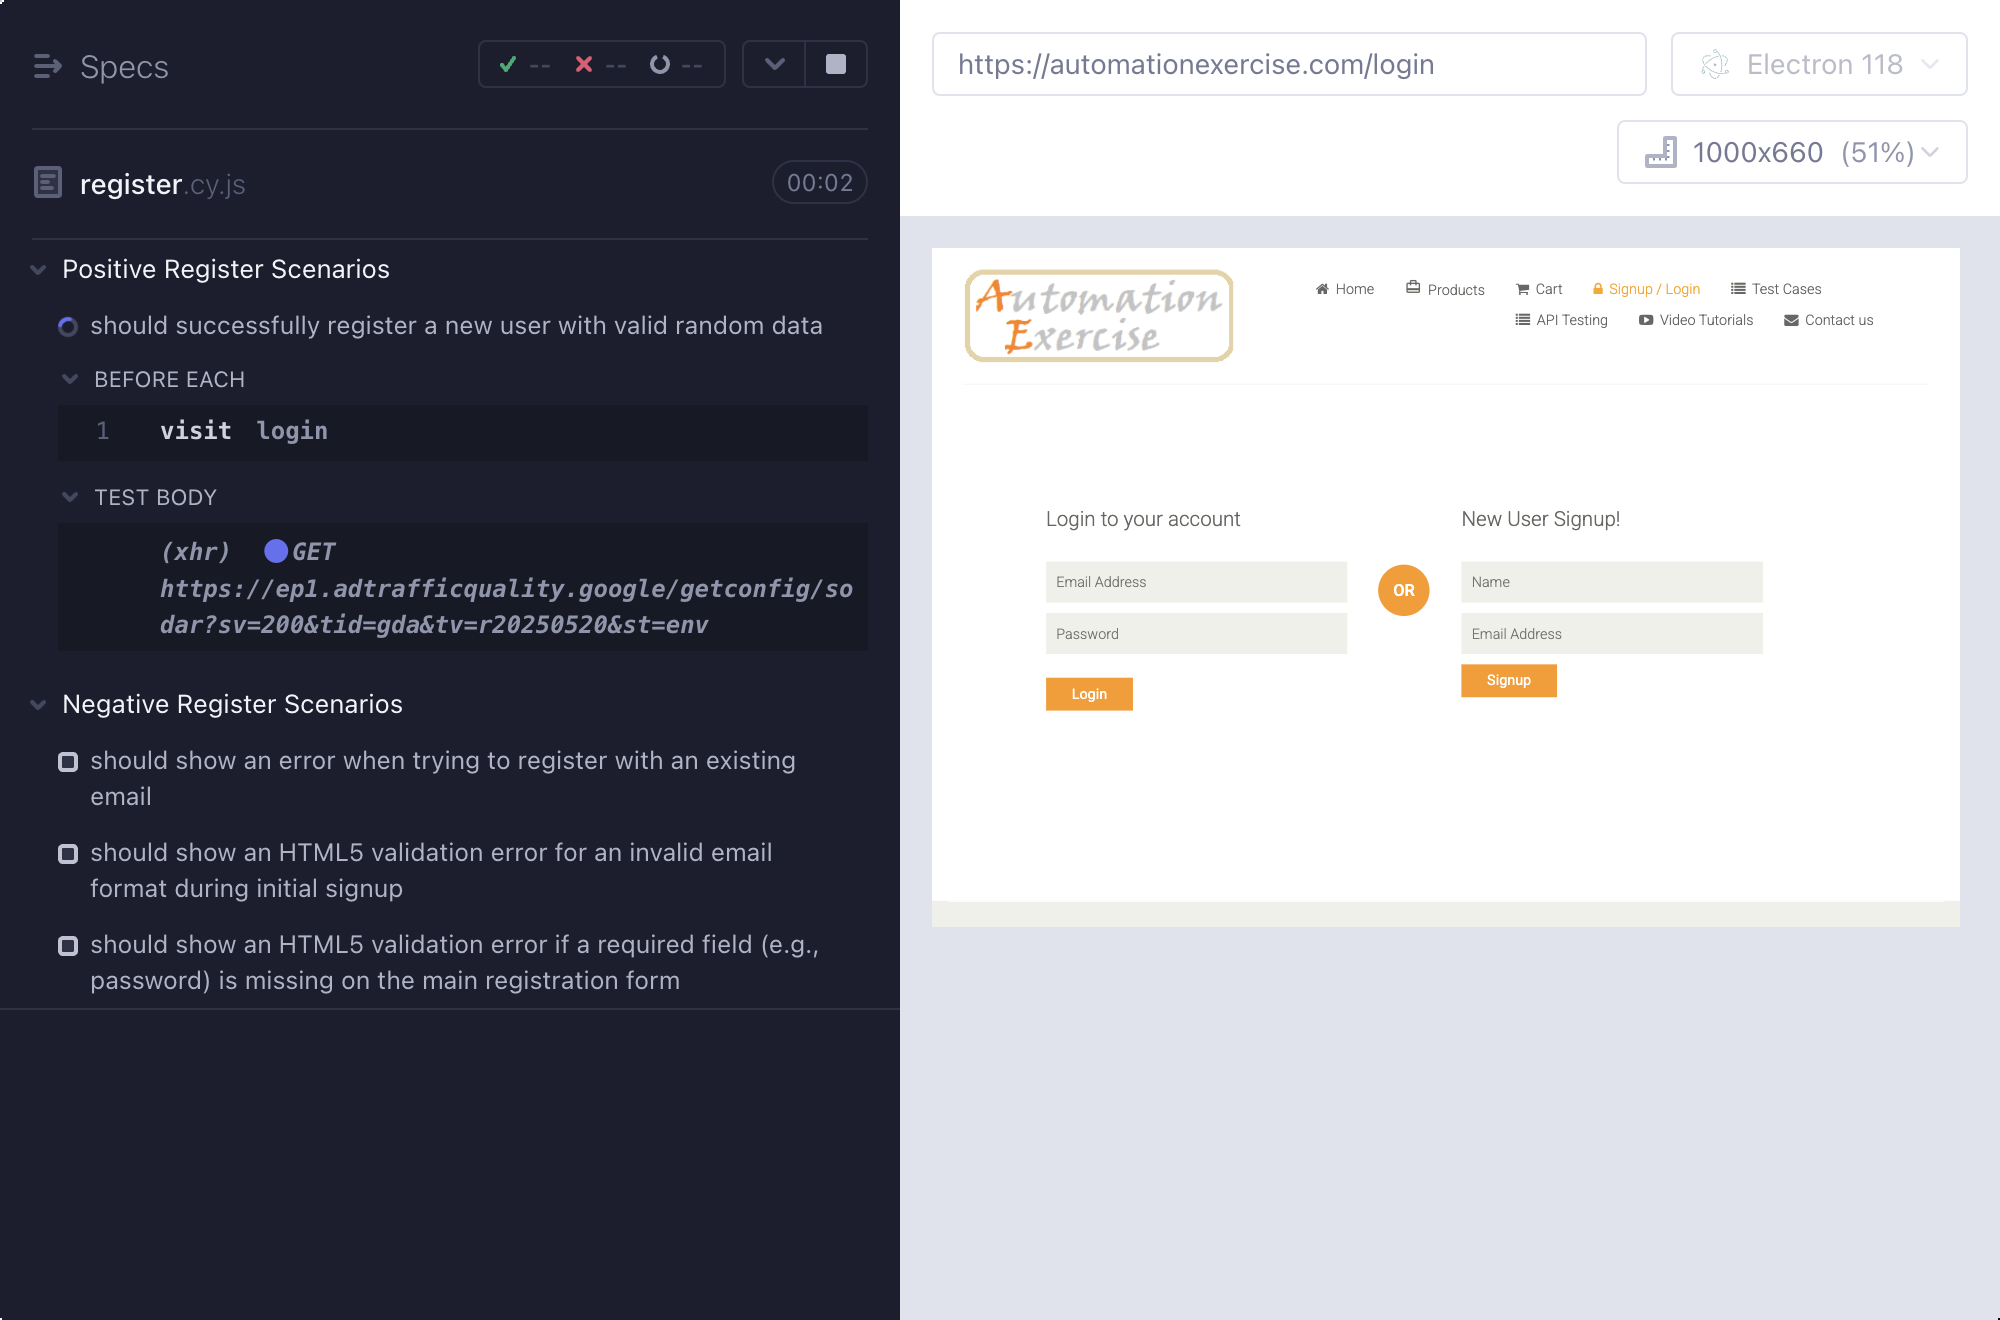 Specs
-- -- --
register.cy.js
00:02
Positive Register Scenarios
should successfully register a new user with valid random data
BEFORE EACH
1 visit login
TEST BODY
(xhr) GET
https://ep1.adtrafficquality.google/getconfig/so
dar?sv=200&tid=gda&tv=r20250520&st=env
Negative Register Scenarios
should show an error when trying to register with an existing
email
should show an HTML5 validation error for an invalid email
format during initial signup
should show an HTML5 validation error if a required field (e.g.,
password) is missing on the main registration form
https://automationexercise.com/login
Electron 118
1000x660 (51%)
Automation
Exercise
Home Products Cart Signup / Login Test Cases
API Testing Video Tutorials Contact us
Login to your account
Email Address
Password
Login
OR
New User Signup!
Name
Email Address
Signup